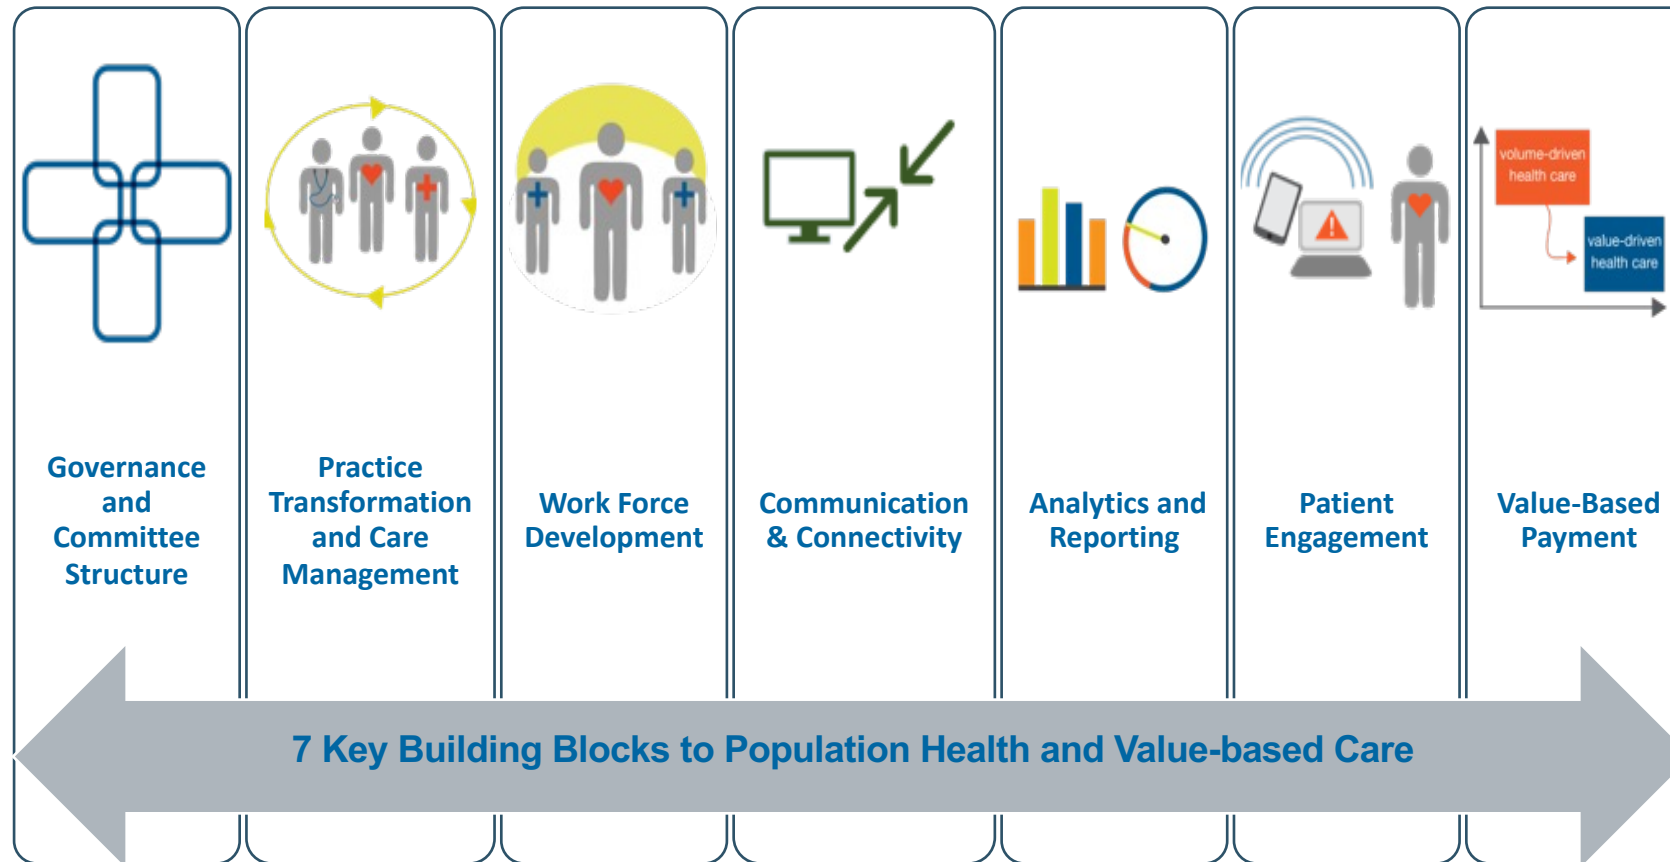 volume-driven
health care
value-driven
health care
Governance
and
Committee
Structure
Practice
Transformation
and Care
Management
Work Force
Development
Communication
& Connectivity
Analytics and
Reporting
Patient
Engagement
Value-Based
Payment
7 Key Building Blocks to Population Health and Value-based Care